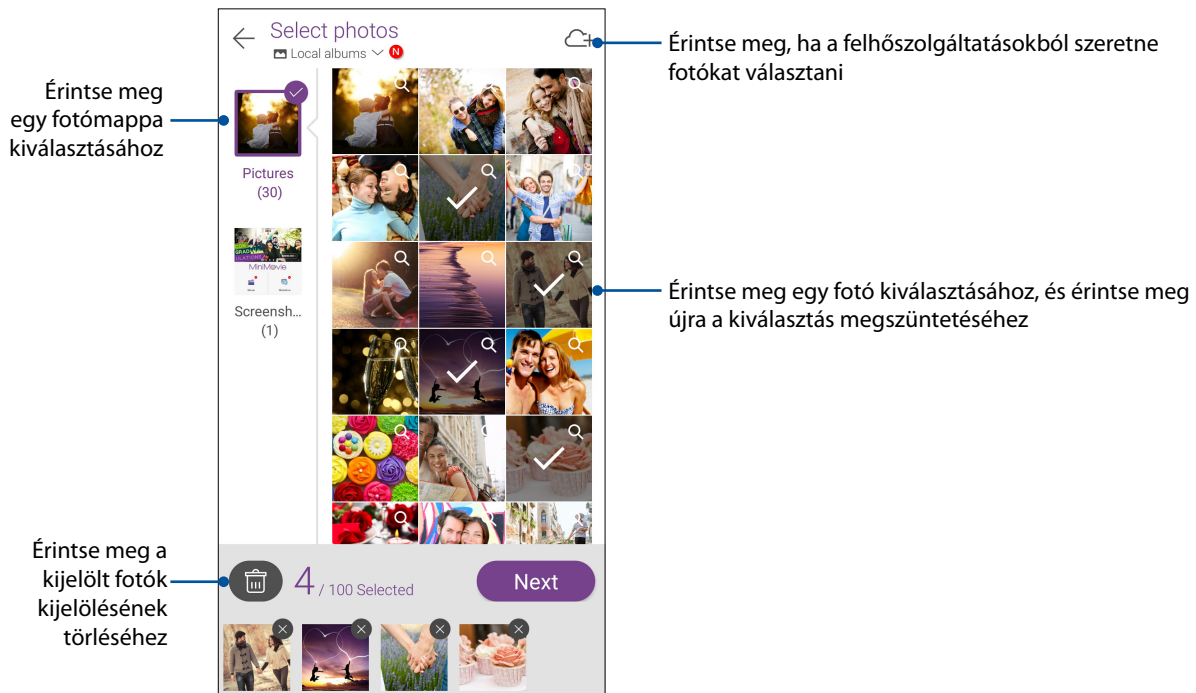 Select photos
Local albums
N
Érintse meg, ha a felhőszolgáltatásokból szeretne
fotókat választani
Érintse meg
egy fotómappa
kiválasztásához
Pictures
(30)
MiniMovie
Screensh...
(1)
Érintse meg egy fotó kiválasztásához, és érintse meg
újra a kiválasztás megszüntetéséhez
Érintse meg a
kijelölt fotók
kijelölésének
törléséhez
4 / 100 Selected
Next